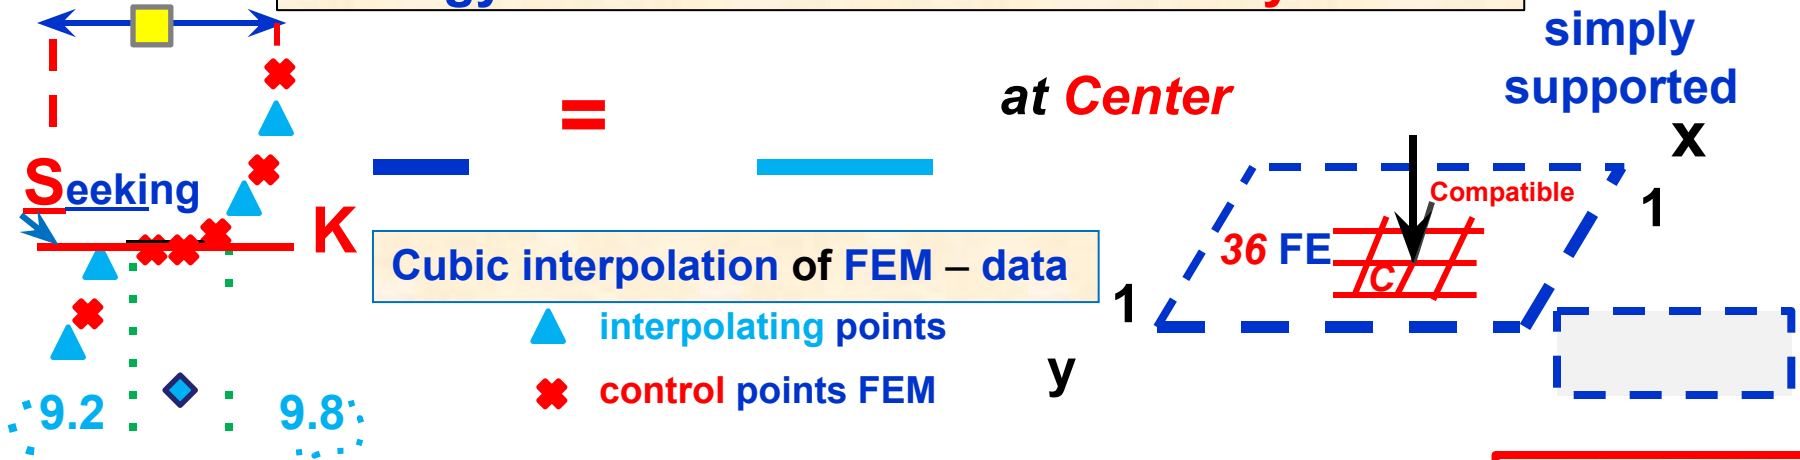 simply
supported
at Center
x
Seeking
Compatible
1
K
36 FE
Cubic interpolation of FEM – data
C
1
interpolating points
y
control points FEM
9.2
9.8
=